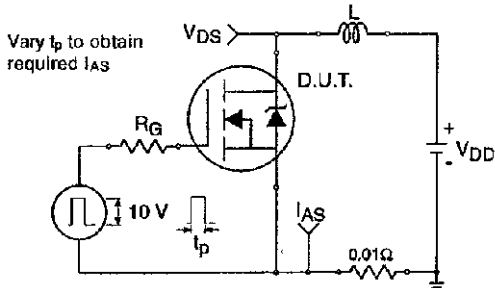 Vary tp to obtain
required IAS
VDS
L
D.U.T.
RG
+
VDD
-
10 V
tp
IAS
0.01Ω